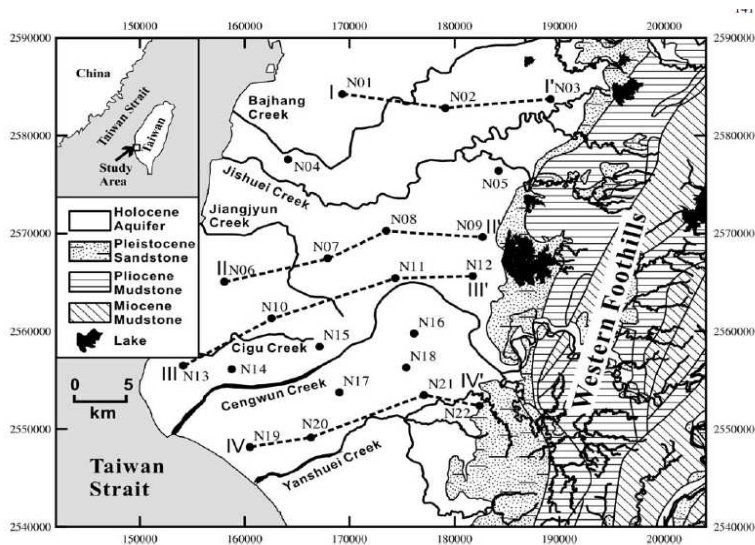 150000 160000 170000 180000 190000 200000
2590000 2590000
China
Taiwan Strait
Taiwan
Study
Area
I N01 N02 I' N03
Bajhang
Creek
2580000 2580000
N04
Jishuei Creek
N05
Holocene
Aquifer
Pleistocene
Sandstone
Pliocene
Mudstone
Miocene
Mudstone
Lake
Jiangjyun
Creek
2570000 2570000
II N06 N07 N08 N09 II'
III N13 N10 N11 N12 III'
Western Foothills
2560000 2560000
N16
Cigu Creek N15
N14
N18
0 5
km
Cengwun Creek
N17
IV N19 N20 N21 IV' N22
2550000 2550000
Yanshuei Creek
Taiwan
Strait
2540000 2540000
150000 160000 170000 180000 190000 200000